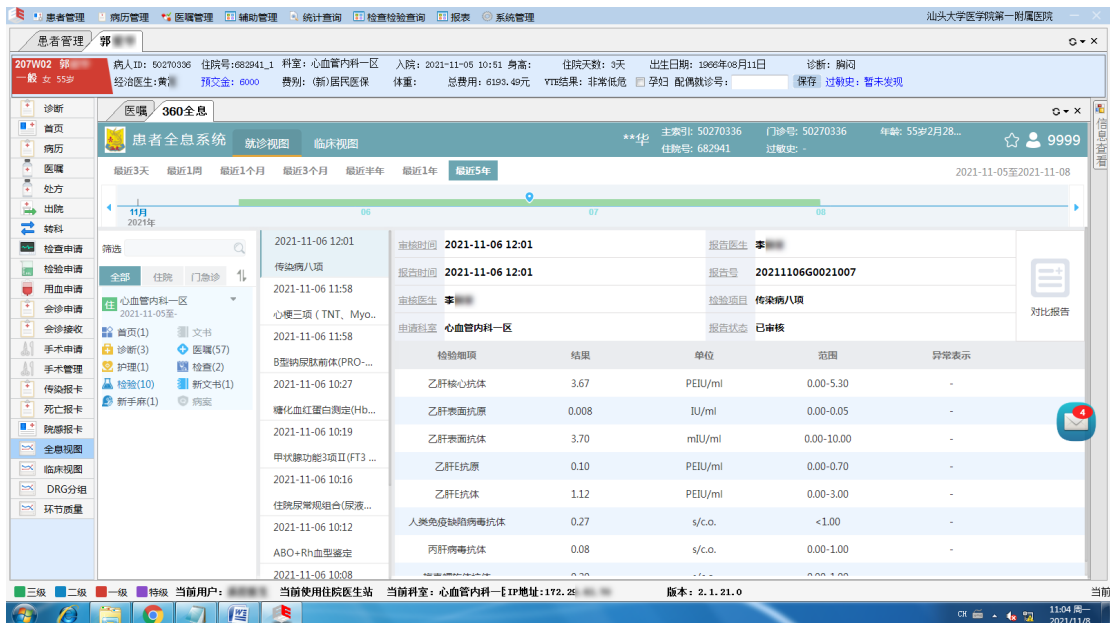 患者管理 病历管理 医嘱管理 辅助管理 统计查询 检查检验查询 报表 系统管理 汕头大学医学院第一附属医院
患者管理 郭
207W02 郭
一般 女 55岁
病人ID: 50270336 住院号:682941_1 科室: 心血管内科一区 入院: 2021-11-05 10:51 身高: 住院天数: 3天 出生日期: 1966年08月11日 诊断: 胸闷
经治医生:黄 预交金: 6000 费别: (新)居民医保 体重: 总费用: 6193.49元 VTE结果: 非常低危 孕妇 配偶就诊号: 保存 过敏史: 暂未发现
诊断
首页
病历
医嘱
处方
出院
转科
检查申请
检验申请
用血申请
会诊申请
会诊接收
手术申请
手术管理
传染报卡
死亡报卡
院感报卡
全息视图
临床视图
DRG分组
环节质量
医嘱 360全息
信息查看
患者全息系统 就诊视图 临床视图
**华 主索引: 50270336 门诊号: 50270336 年龄: 55岁2月28...
住院号: 682941 过敏史: -
9999
最近3天 最近1周 最近1个月 最近3个月 最近半年 最近1年 最近5年 2021-11-05至2021-11-08
11月 06 07 08
2021年
筛选
全部 住院 门急诊
住 心血管内科一区
2021-11-05至-
首页(1) 文书
诊断(3) 医嘱(57)
护理(1) 检查(2)
检验(10) 新文书(1)
新手麻(1) 病案
2021-11-06 12:01
传染病八项
2021-11-06 11:58
心梗三项 ( TNT、Myo..
2021-11-06 11:58
B型钠尿肽前体(PRO-...
2021-11-06 10:27
糖化血红蛋白测定(Hb...
2021-11-06 10:19
甲状腺功能3项II(FT3 ...
2021-11-06 10:16
住院尿常规组合(尿液...
2021-11-06 10:12
ABO+Rh血型鉴定
2021-11-06 10:08
审核时间 2021-11-06 12:01 报告医生 李
报告时间 2021-11-06 12:01 报告号 20211106G0021007
审核医生 李 检验项目 传染病八项
申请科室 心血管内科一区 报告状态 已审核
对比报告
检验细项 结果 单位 范围 异常表示
乙肝核心抗体 3.67 PEIU/ml 0.00-5.30 -
乙肝表面抗原 0.008 IU/ml 0.00-0.05 -
乙肝表面抗体 3.70 mIU/ml 0.00-10.00 -
乙肝E抗原 0.10 PEIU/ml 0.00-0.70 -
乙肝E抗体 1.12 PEIU/ml 0.00-3.00 -
人类免疫缺陷病毒抗体 0.27 s/c.o. <1.00 -
丙肝病毒抗体 0.08 s/c.o. 0.00-1.00 -
4
三级 二级 一级 特级 当前用户: 当前使用住院医生站 当前科室: 心血管内科一 IP地址:172.2 版本: 2.1.21.0 当前
CH 11:04 周一
2021/11/8